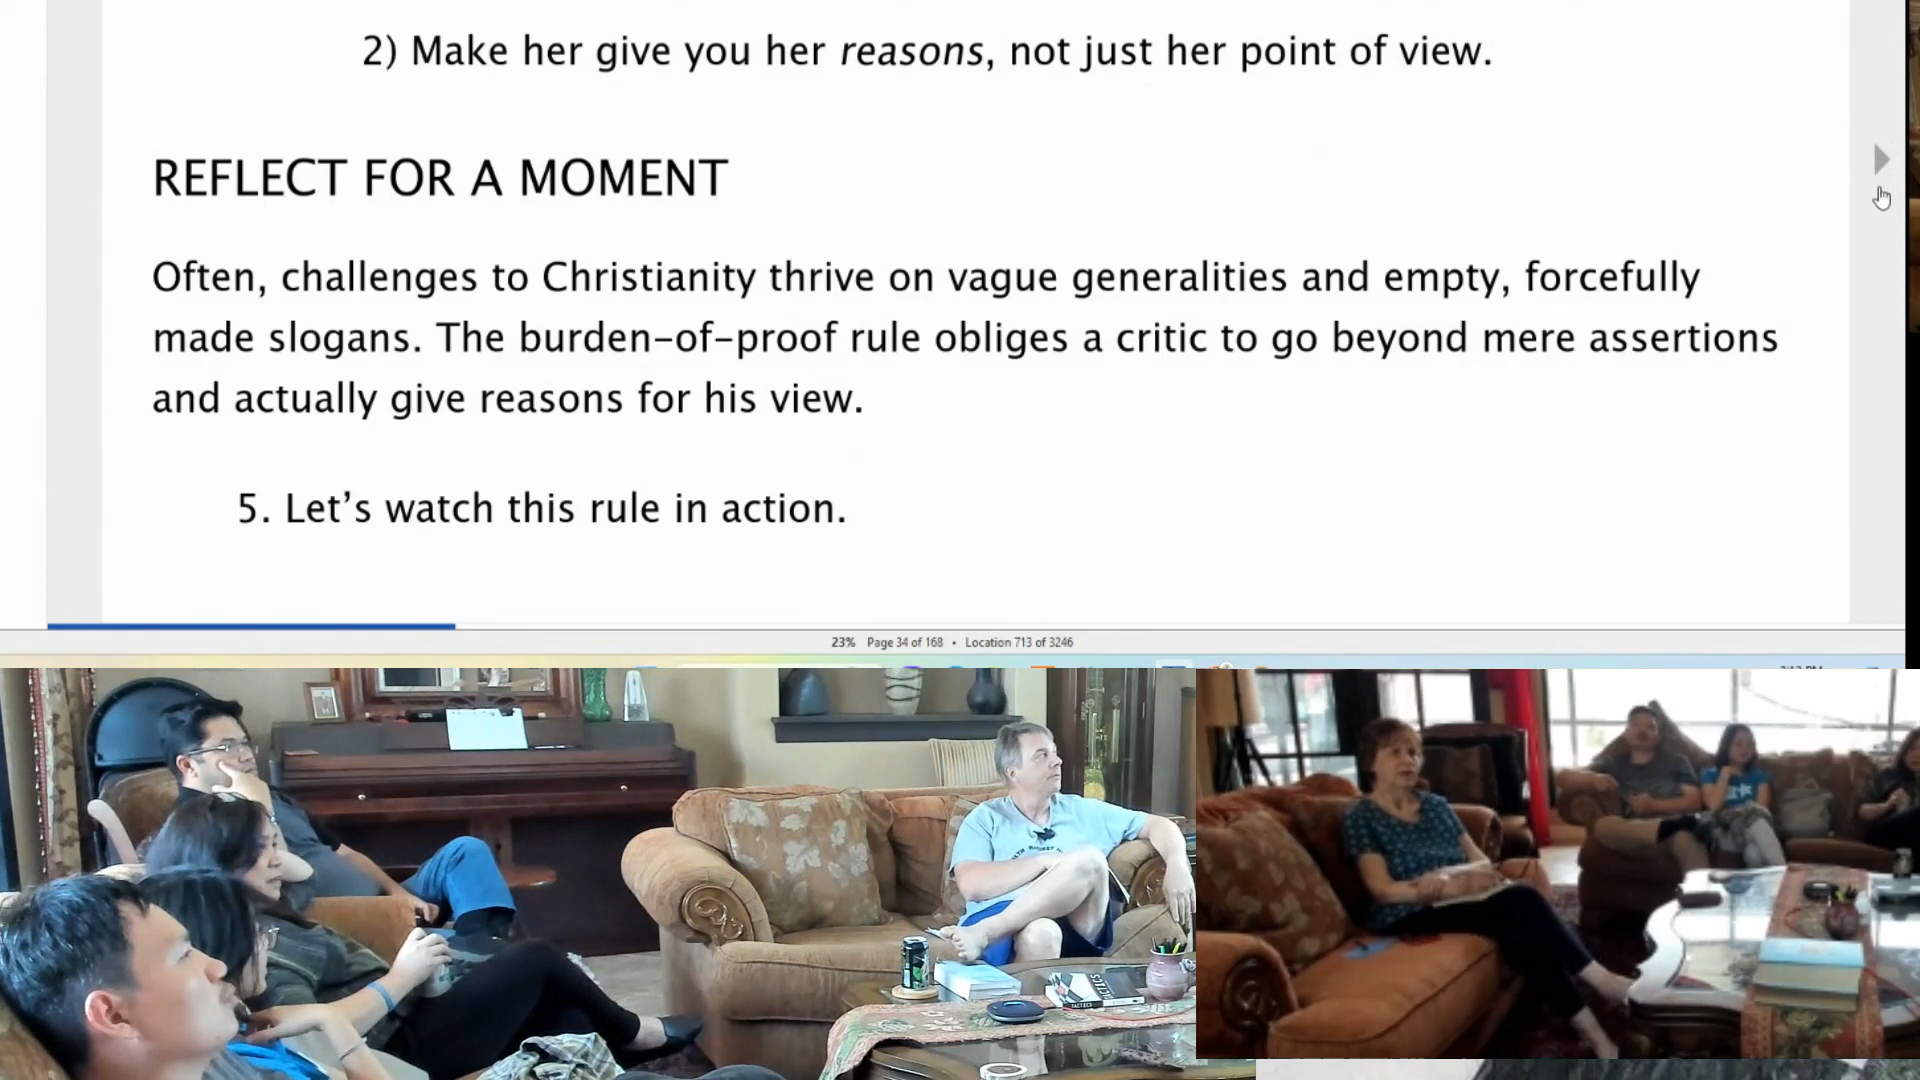 2) Make her give you her reasons, not just her point of view.
REFLECT FOR A MOMENT
Often, challenges to Christianity thrive on vague generalities and empty, forcefully
made slogans. The burden-of-proof rule obliges a critic to go beyond mere assertions
and actually give reasons for his view.
5. Let’s watch this rule in action.
23% Page 34 of 168 • Location 713 of 3246
TACTICS
TACTICS